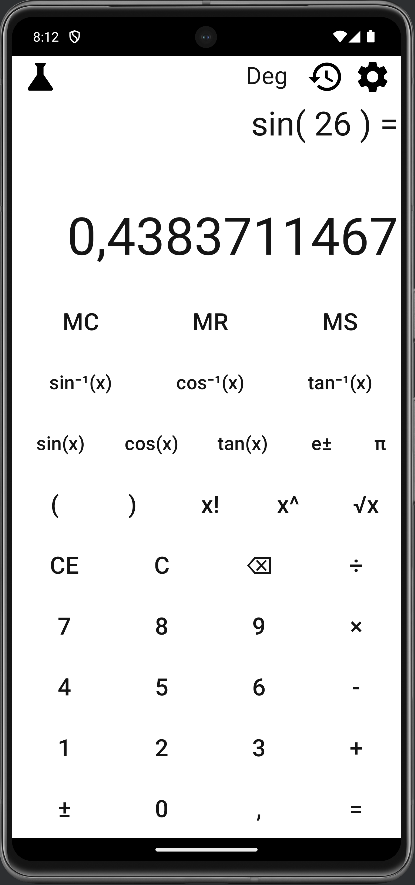 8:12
Deg
sin( 26 ) =
0,4383711467
MC MR MS
sin⁻¹(x) cos⁻¹(x) tan⁻¹(x)
sin(x) cos(x) tan(x) e± π
( ) x! x^ √x
CE C ÷
7 8 9 ×
4 5 6 -
1 2 3 +
± 0 , =